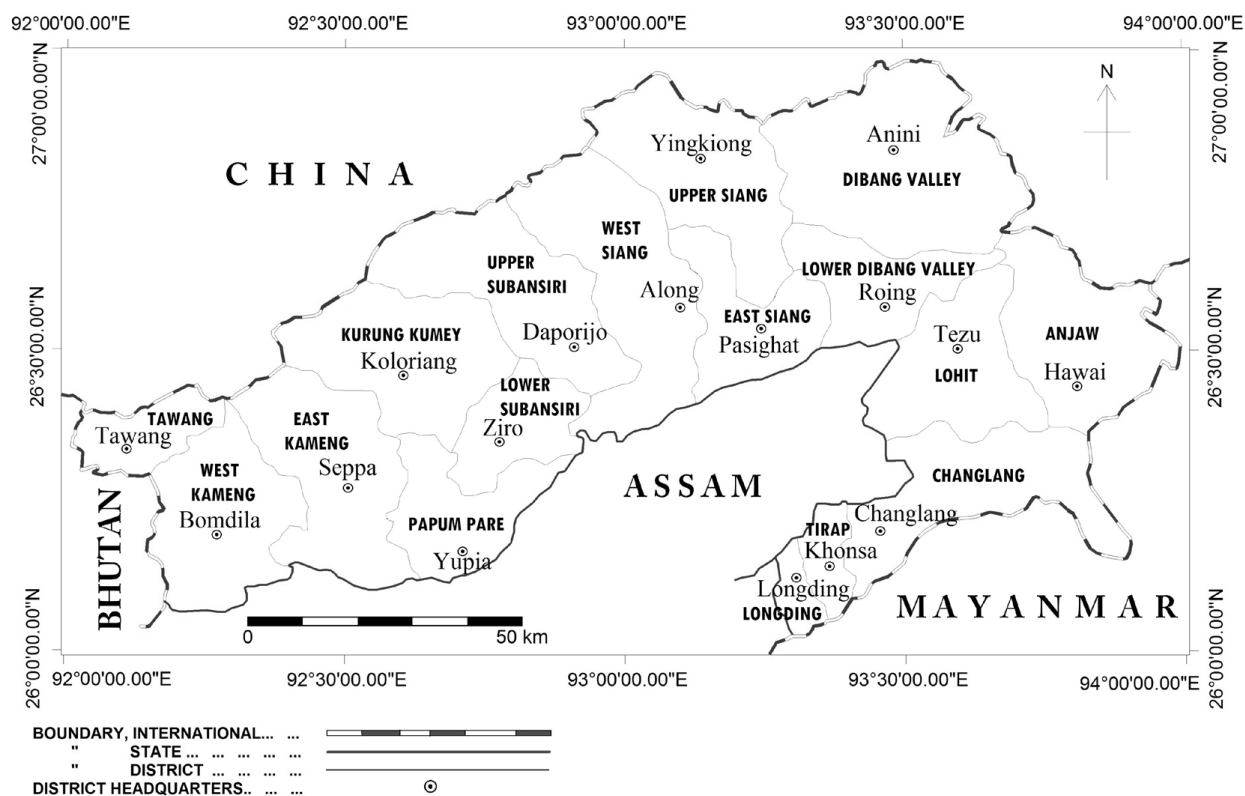 92°00'00.00"E 92°30'00.00"E 93°00'00.00"E 93°30'00.00"E 94°00'00.00"E
27°00'00.00"N
27°00'00.00"N
N
CHINA
Yingkiong
Anini
UPPER SIANG
DIBANG VALLEY
WEST
SIANG
UPPER
SUBANSIRI
LOWER DIBANG VALLEY
Along
Roing
EAST SIANG
Pasighat
KURUNG KUMEY
Koloriang
Daporijo
Tezu
LOHIT
ANJAW
Hawai
26°30'00.00"N
26°30'00.00"N
LOWER
SUBANSIRI
Ziro
TAWANG
Tawang
EAST
KAMENG
Seppa
WEST
KAMENG
Bomdila
ASSAM
CHANGLANG
Changlang
PAPUM PARE
Yupia
TIRAP
Khonsa
Longding
LONGDING
BHUTAN
MAYANMAR
0 50 km
26°00'00.00"N
26°00'00.00"N
92°00'00.00"E 92°30'00.00"E 93°00'00.00"E 93°30'00.00"E 94°00'00.00"E
BOUNDARY, INTERNATIONAL... ...
" STATE ... ... ... ... ...
" DISTRICT ... ... ... ...
DISTRICT HEADQUARTERS.. ... ...